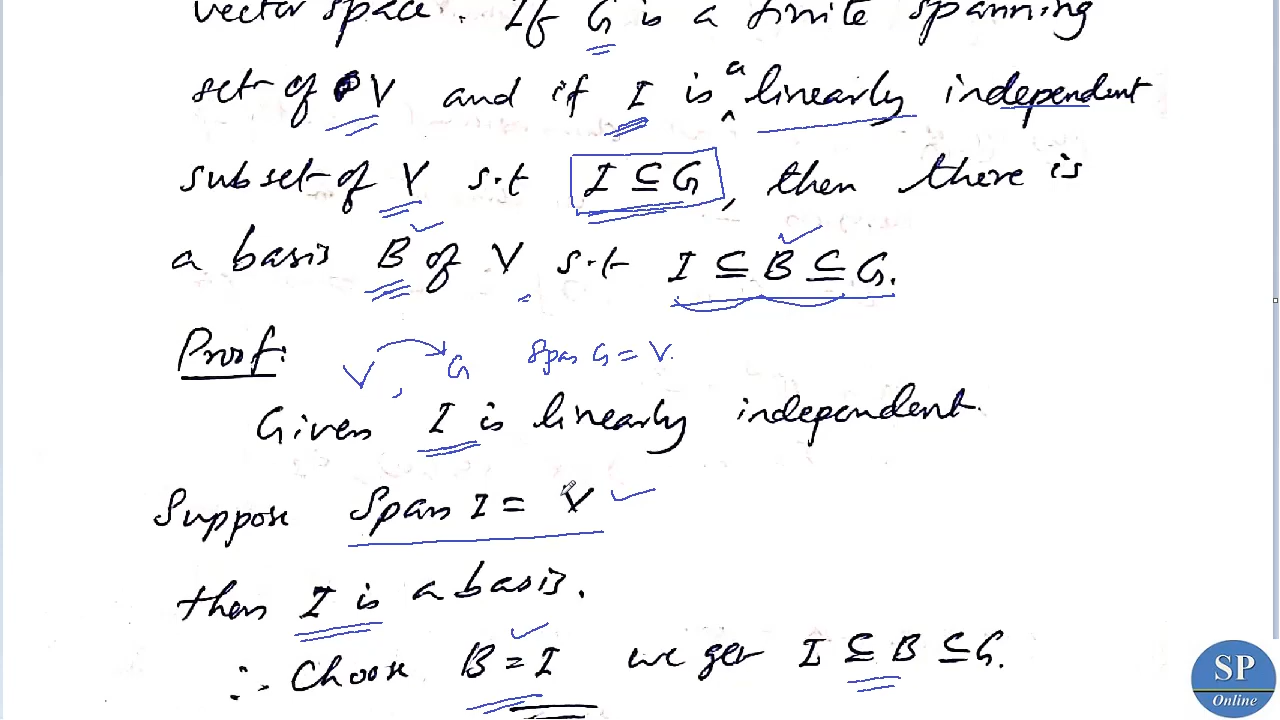 vector space. If G is a finite spanning
set of V and if I is a linearly independent
subset of V s.t I ⊆ G, then there is
a basis B of V s.t I ⊆ B ⊆ G.
Proof:
V G Span G = V.
Given I is linearly independent.
Suppose Span I = V
then I is a basis.
∴ Choose B = I we get I ⊆ B ⊆ G.
SP
Online